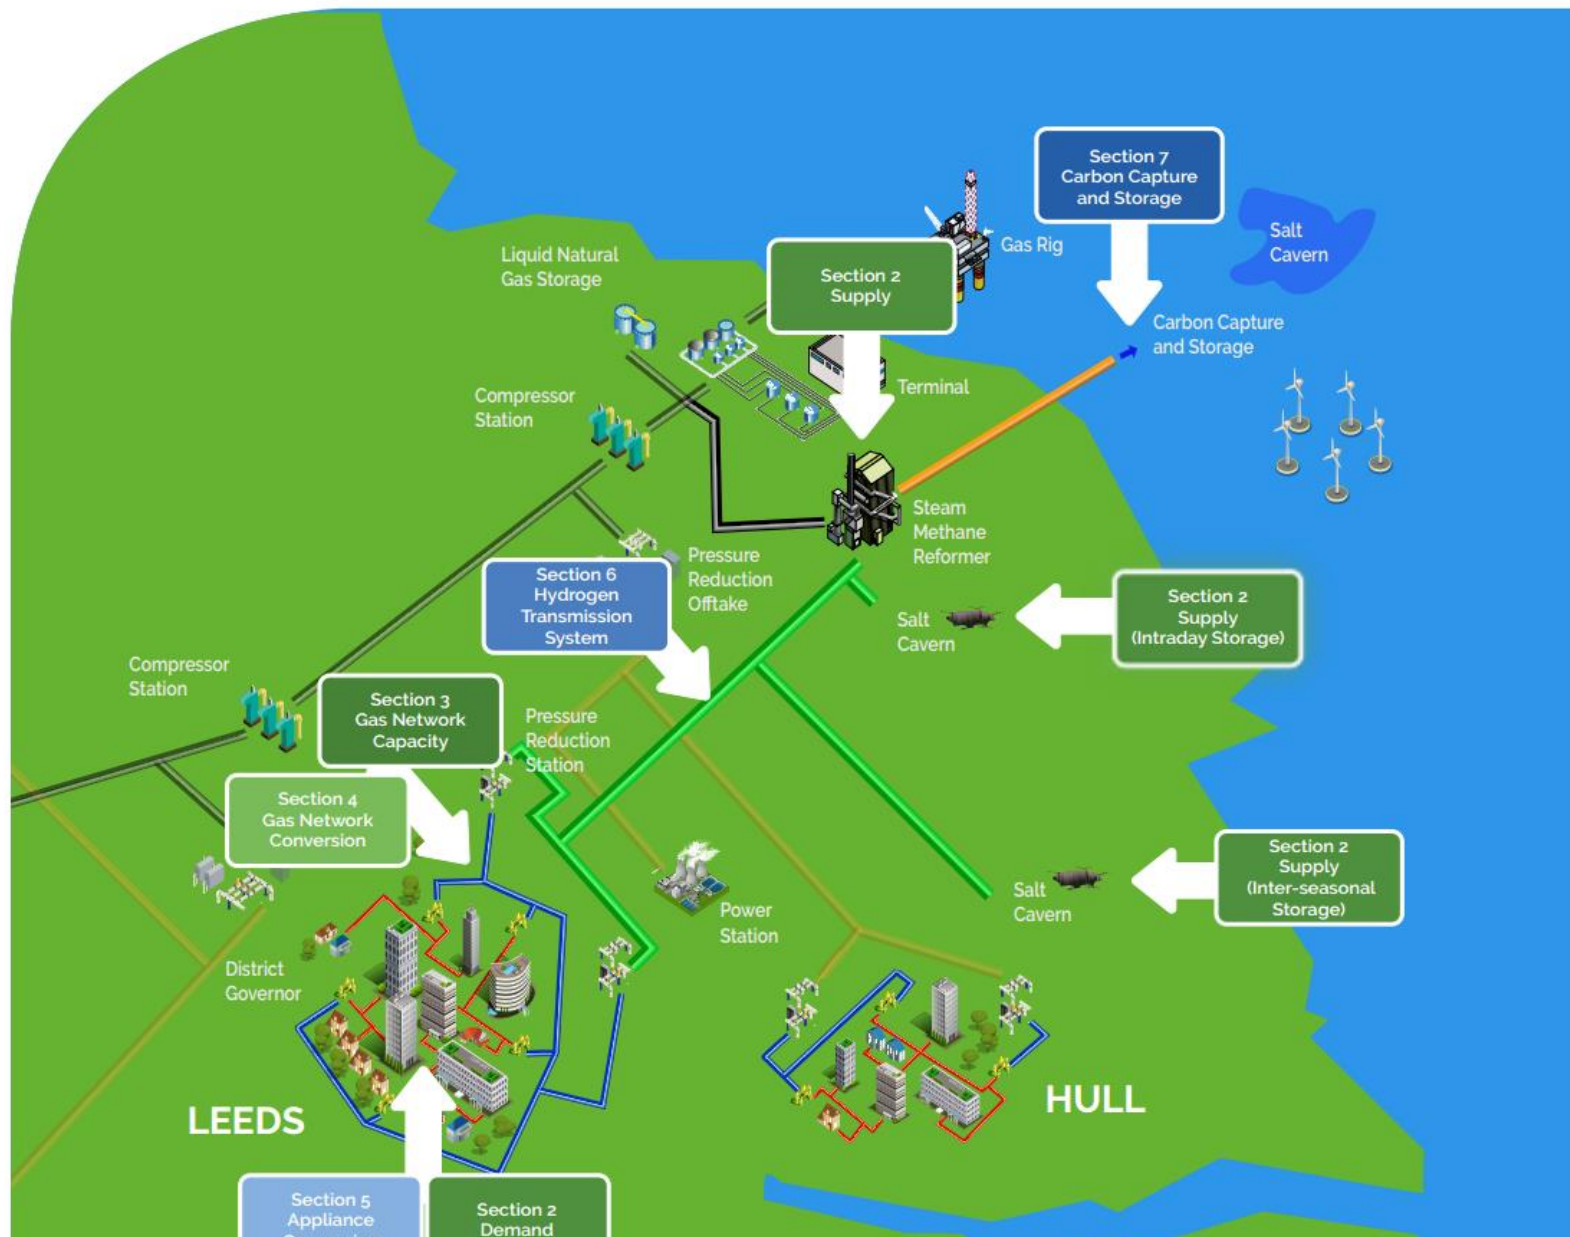 Section 7
Carbon Capture
and Storage
Salt
Cavern
Gas Rig
Liquid Natural
Gas Storage
Section 2
Supply
Carbon Capture
and Storage
Terminal
Compressor
Station
Steam
Methane
Reformer
Pressure
Reduction
Offtake
Section 6
Hydrogen
Transmission
System
Section 2
Supply
(Intraday Storage)
Salt
Cavern
Compressor
Station
Section 3
Gas Network
Capacity
Pressure
Reduction
Station
Section 4
Gas Network
Conversion
Section 2
Supply
(Inter-seasonal
Storage)
Salt
Cavern
Power
Station
District
Governor
LEEDS
HULL
Section 5
Appliance
Section 2
Demand